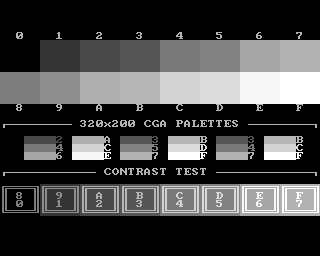 0 1 2 3 4 5 6 7
8 9 A B C D E F
320x200 CGA PALETTES
2 A 3 B 3 B
4 C 5 D 4 C
6 E 7 F 7 F
CONTRAST TEST
8 9 A B C D E F
0 1 2 3 4 5 6 7